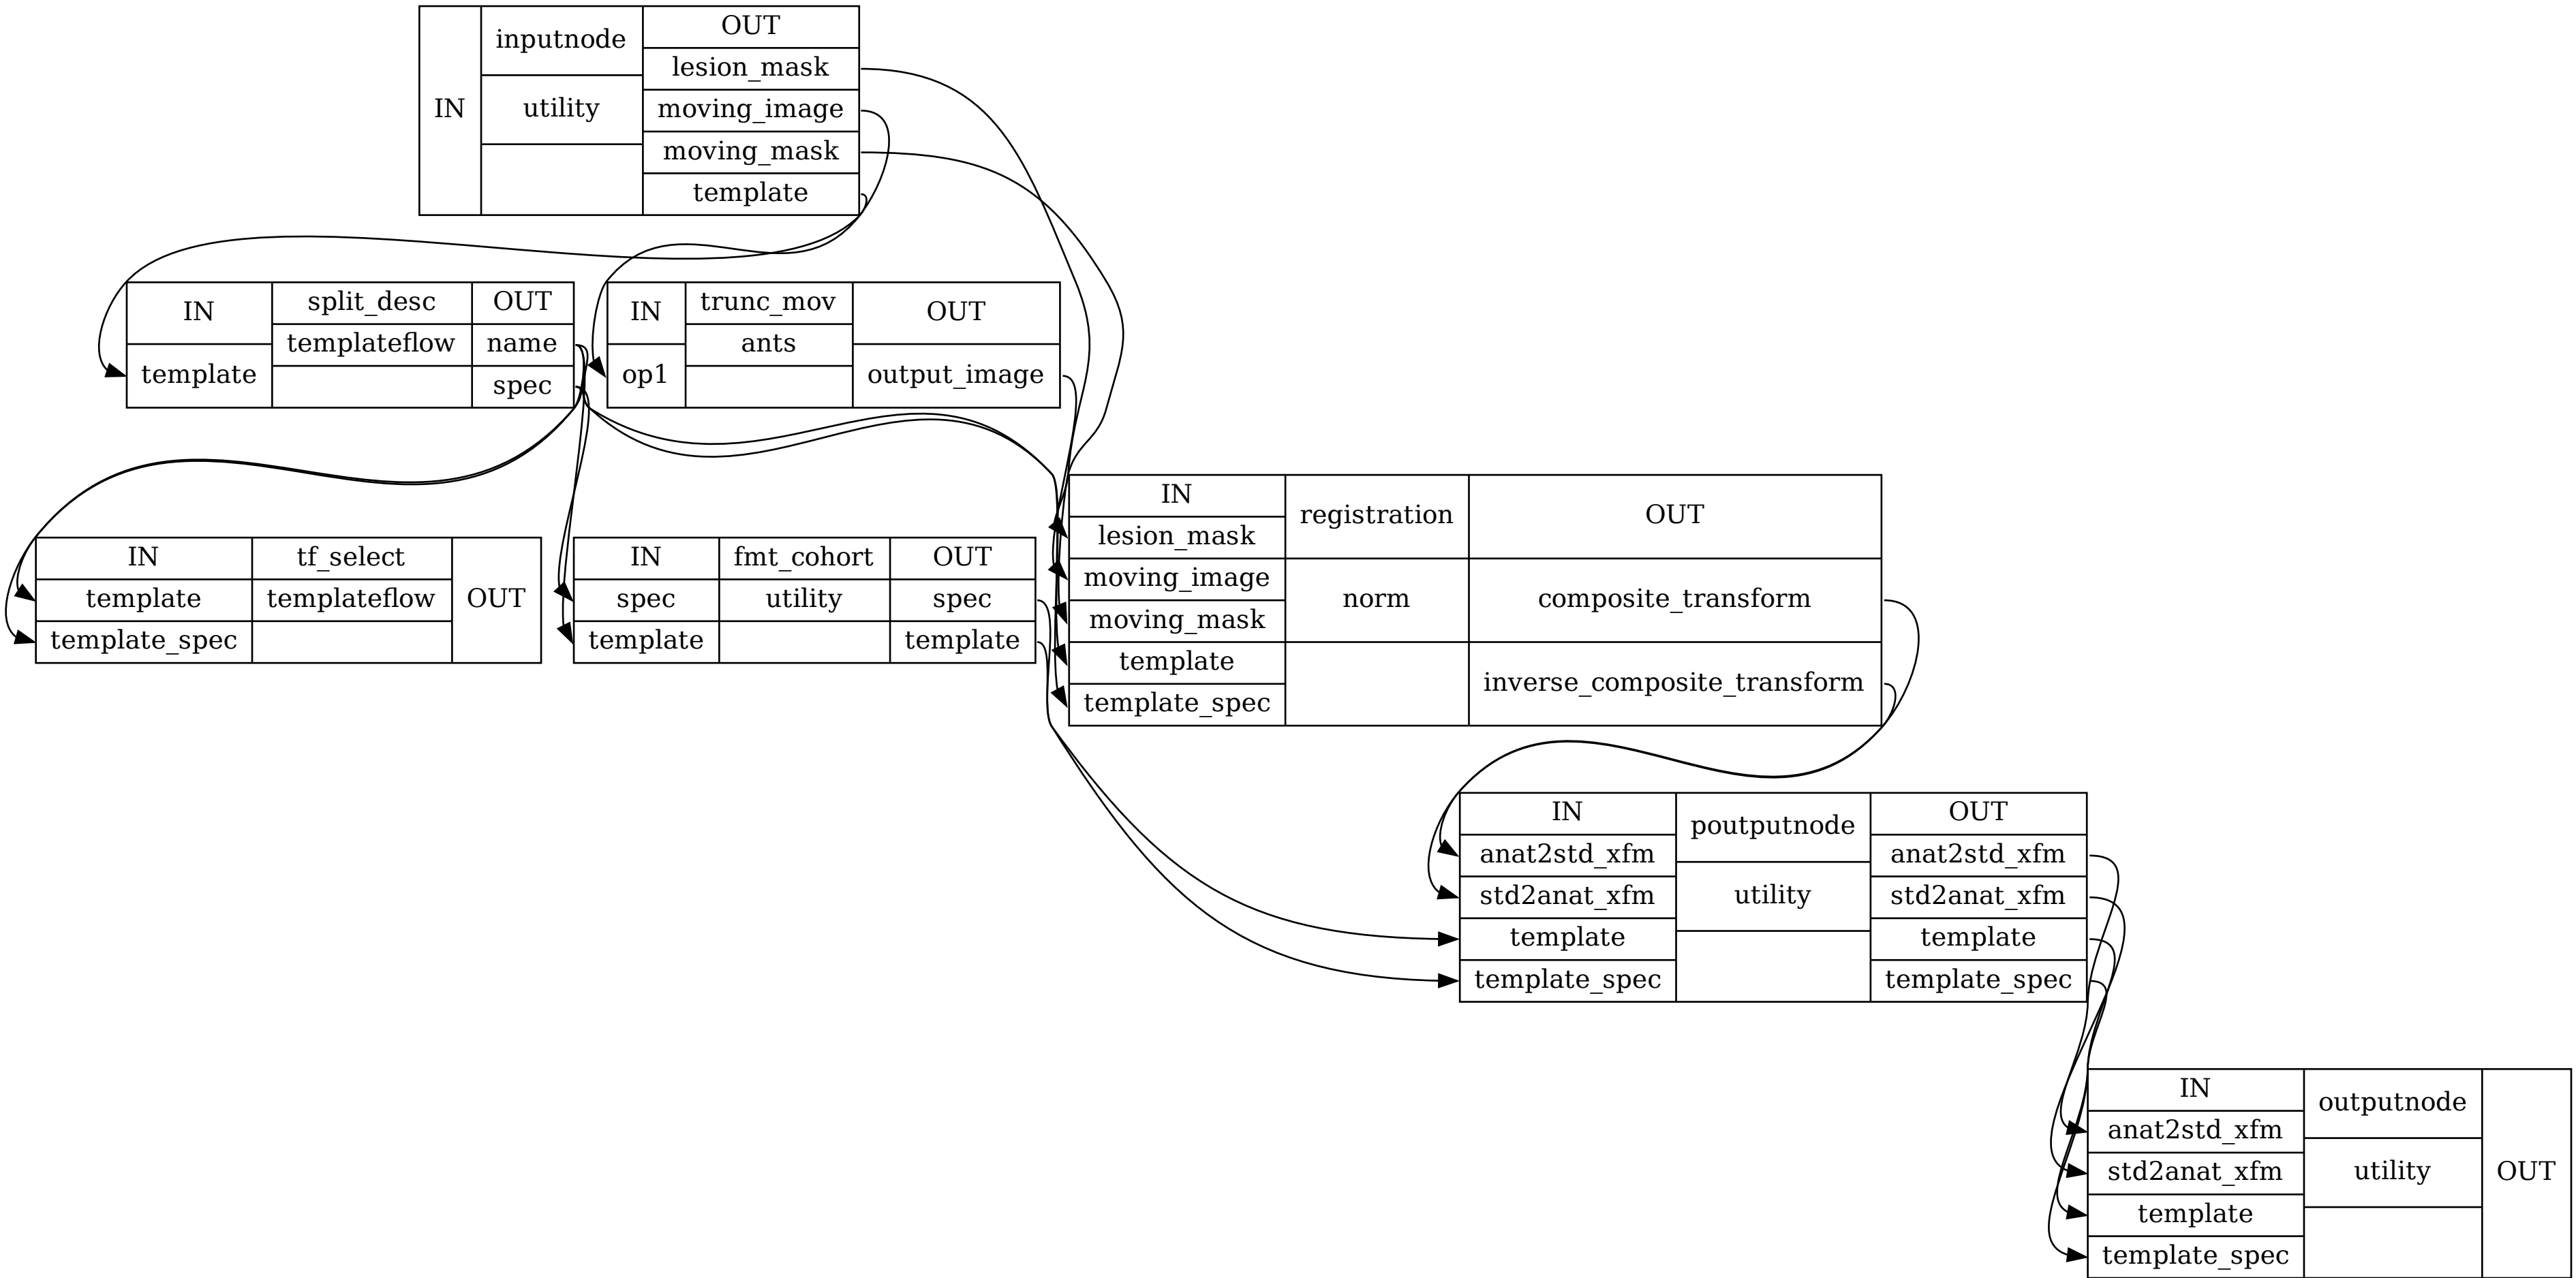 IN
inputnode
utility
OUT
lesion_mask
moving_image
moving_mask
template
IN
template
split_desc
templateflow
OUT
name
spec
IN
op1
trunc_mov
ants
OUT
output_image
IN
template
template_spec
tf_select
templateflow
OUT
IN
spec
template
fmt_cohort
utility
OUT
spec
template
IN
lesion_mask
moving_image
moving_mask
template
template_spec
registration
norm
OUT
composite_transform
inverse_composite_transform
IN
anat2std_xfm
std2anat_xfm
template
template_spec
poutputnode
utility
OUT
anat2std_xfm
std2anat_xfm
template
template_spec
IN
anat2std_xfm
std2anat_xfm
template
template_spec
outputnode
utility
OUT